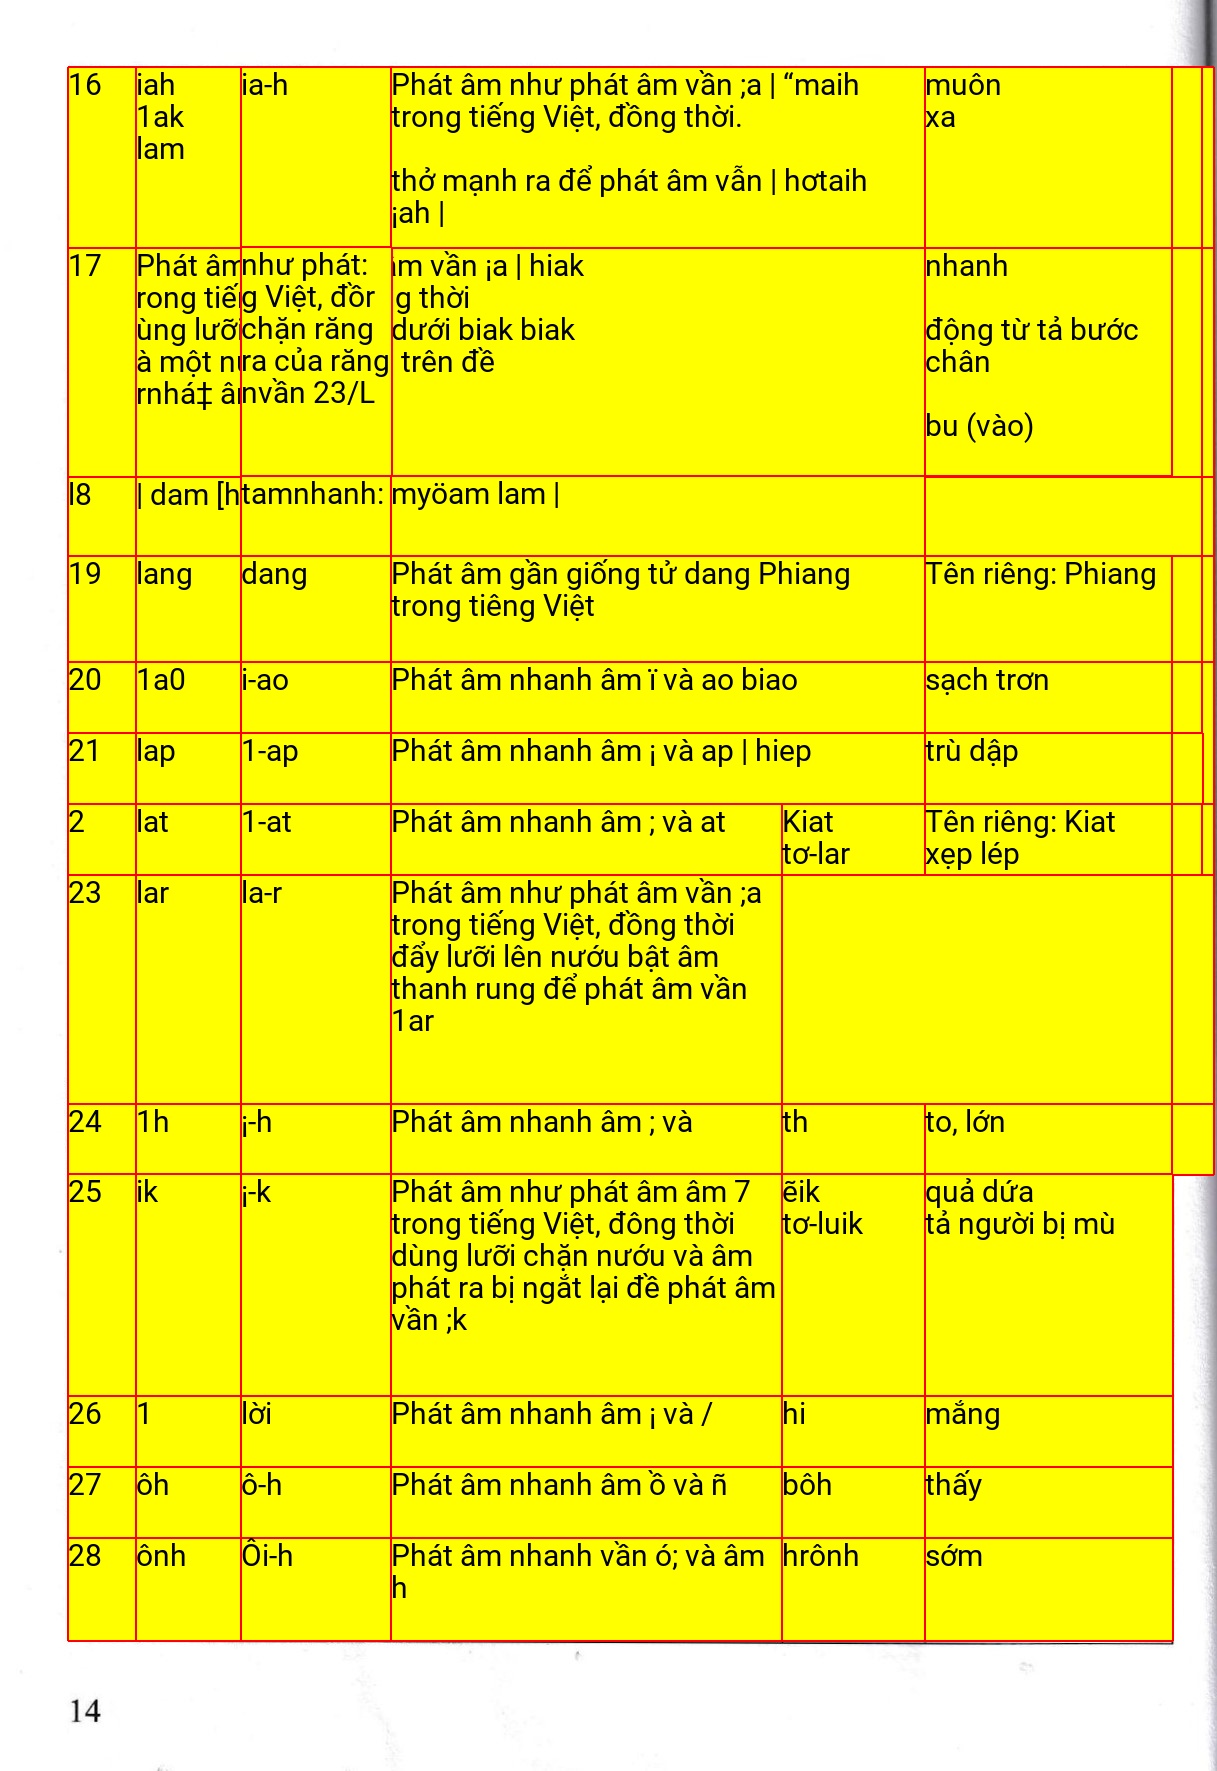 16 iah ia-h Phát âm như phát âm vần ;a | “maih muôn
1ak trong tiếng Việt, đồng thời. xa
lam
thở mạnh ra để phát âm vẫn | hơtaih
¡ah |
17 Phát âm như phát: âm vần ¡a | hiak nhanh
rong tiếng Việt, đồr g thời
ùng lưỡi chặn răng dưới biak biak động từ tả bước
à một nư ra của răng trên đề chân
rnhá‡ âm nvần 23/L
bu (vào)
l8 | dam [h tamnhanh: myöam lam |
19 lang dang Phát âm gần giống tử dang Phiang Tên riêng: Phiang
trong tiêng Việt
20 1a0 i-ao Phát âm nhanh âm ï và ao biao sạch trơn
21 lap 1-ap Phát âm nhanh âm ¡ và ap | hiep trù dập
2 lat 1-at Phát âm nhanh âm ; và at Kiat Tên riêng: Kiat
tơ-lar xẹp lép
23 lar la-r Phát âm như phát âm vần ;a
trong tiếng Việt, đồng thời
đẩy lưỡi lên nướu bật âm
thanh rung để phát âm vần
1ar
24 1h ¡-h Phát âm nhanh âm ; và th to, lớn
25 ik ¡-k Phát âm như phát âm âm 7 ẽik quả dứa
trong tiếng Việt, đông thời tơ-luik tả người bị mù
dùng lưỡi chặn nướu và âm
phát ra bị ngắt lại đề phát âm
vần ;k
26 1 lời Phát âm nhanh âm ¡ và / hi mắng
27 ôh ô-h Phát âm nhanh âm ồ và ñ bôh thấy
28 ônh Ôi-h Phát âm nhanh vần ó; và âm hrônh sớm
h
14